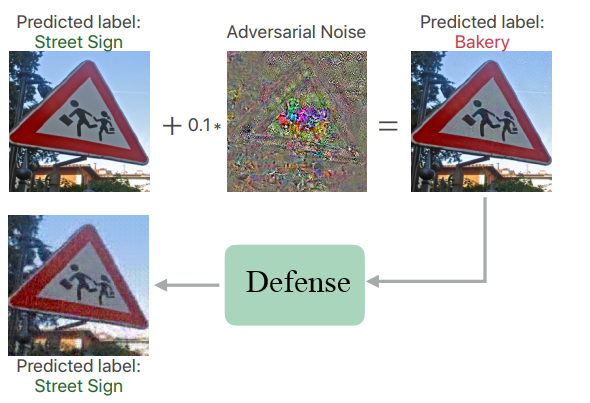 Predicted label:
Street Sign
Adversarial Noise
Predicted label:
Bakery
+ 0.1*
=
Defense
Predicted label:
Street Sign